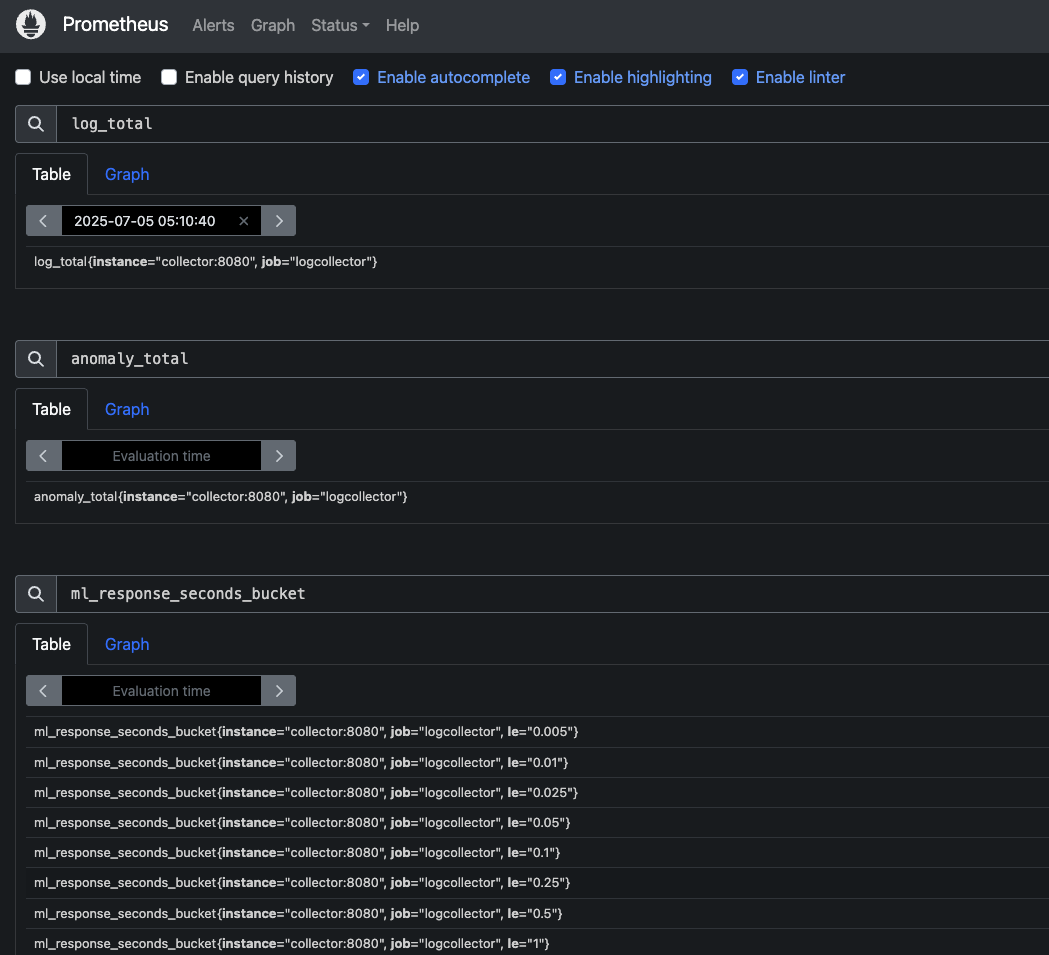 Prometheus Alerts Graph Status Help
Use local time Enable query history Enable autocomplete Enable highlighting Enable linter
log_total
Table Graph
2025-07-05 05:10:40
log_total{instance="collector:8080", job="logcollector"}
anomaly_total
Table Graph
Evaluation time
anomaly_total{instance="collector:8080", job="logcollector"}
ml_response_seconds_bucket
Table Graph
Evaluation time
ml_response_seconds_bucket{instance="collector:8080", job="logcollector", le="0.005"}
ml_response_seconds_bucket{instance="collector:8080", job="logcollector", le="0.01"}
ml_response_seconds_bucket{instance="collector:8080", job="logcollector", le="0.025"}
ml_response_seconds_bucket{instance="collector:8080", job="logcollector", le="0.05"}
ml_response_seconds_bucket{instance="collector:8080", job="logcollector", le="0.1"}
ml_response_seconds_bucket{instance="collector:8080", job="logcollector", le="0.25"}
ml_response_seconds_bucket{instance="collector:8080", job="logcollector", le="0.5"}
ml_response_seconds_bucket{instance="collector:8080", job="logcollector", le="1"}